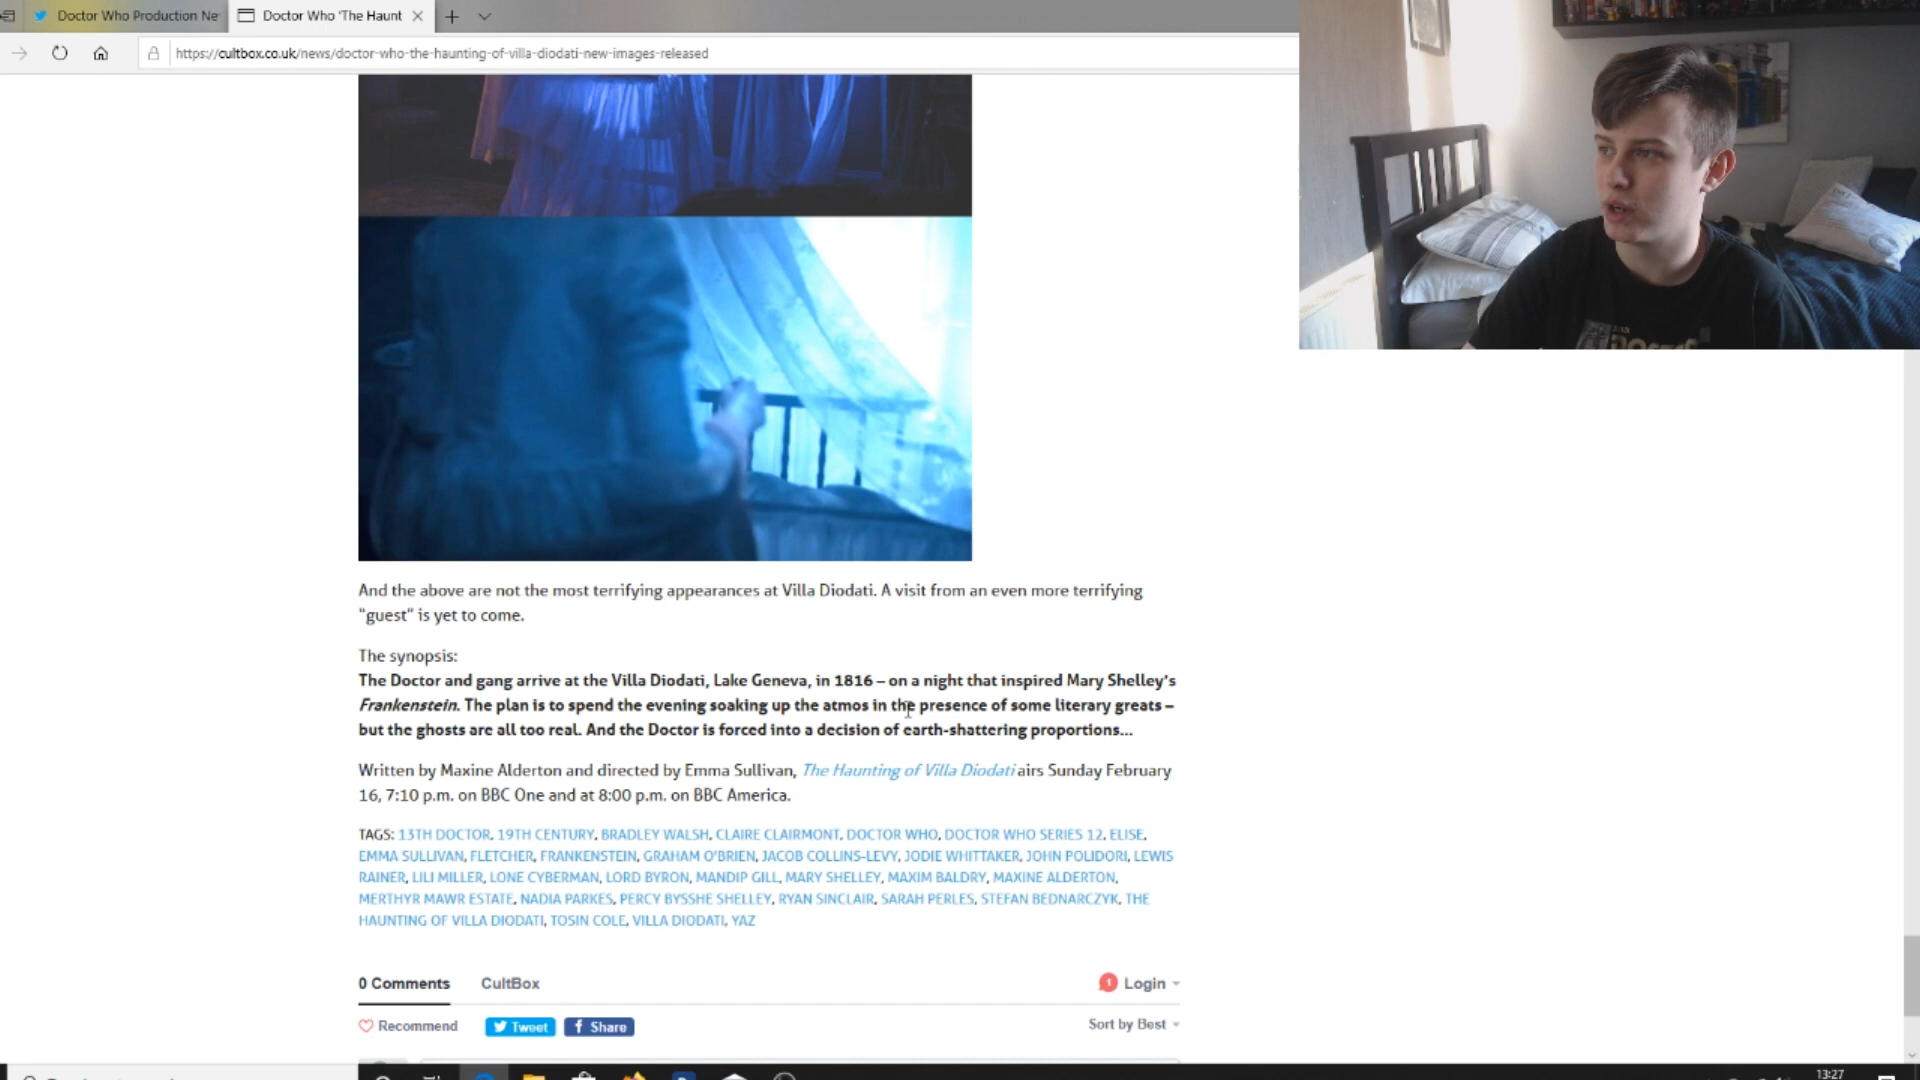 Doctor Who Production Ne
Doctor Who 'The Haunt
https://cultbox.co.uk/news/doctor-who-the-haunting-of-villa-diodati-new-images-released
And the above are not the most terrifying appearances at Villa Diodati. A visit from an even more terrifying
“guest” is yet to come.
The synopsis:
The Doctor and gang arrive at the Villa Diodati, Lake Geneva, in 1816 – on a night that inspired Mary Shelley’s
Frankenstein. The plan is to spend the evening soaking up the atmos in the presence of some literary greats –
but the ghosts are all too real. And the Doctor is forced into a decision of earth-shattering proportions...
Written by Maxine Alderton and directed by Emma Sullivan, The Haunting of Villa Diodati airs Sunday February
16, 7:10 p.m. on BBC One and at 8:00 p.m. on BBC America.
TAGS: 13TH DOCTOR, 19TH CENTURY, BRADLEY WALSH, CLAIRE CLAIRMONT, DOCTOR WHO, DOCTOR WHO SERIES 12, ELISE,
EMMA SULLIVAN, FLETCHER, FRANKENSTEIN, GRAHAM O'BRIEN, JACOB COLLINS-LEVY, JODIE WHITTAKER, JOHN POLIDORI, LEWIS
RAINER, LILI MILLER, LONE CYBERMAN, LORD BYRON, MANDIP GILL, MARY SHELLEY, MAXIM BALDRY, MAXINE ALDERTON,
MERTHYR MAWR ESTATE, NADIA PARKES, PERCY BYSSHE SHELLEY, RYAN SINCLAIR, SARAH PERLES, STEFAN BEDNARCZYK, THE
HAUNTING OF VILLA DIODATI, TOSIN COLE, VILLA DIODATI, YAZ
0 Comments CultBox 1 Login
Recommend Tweet Share Sort by Best
13:27